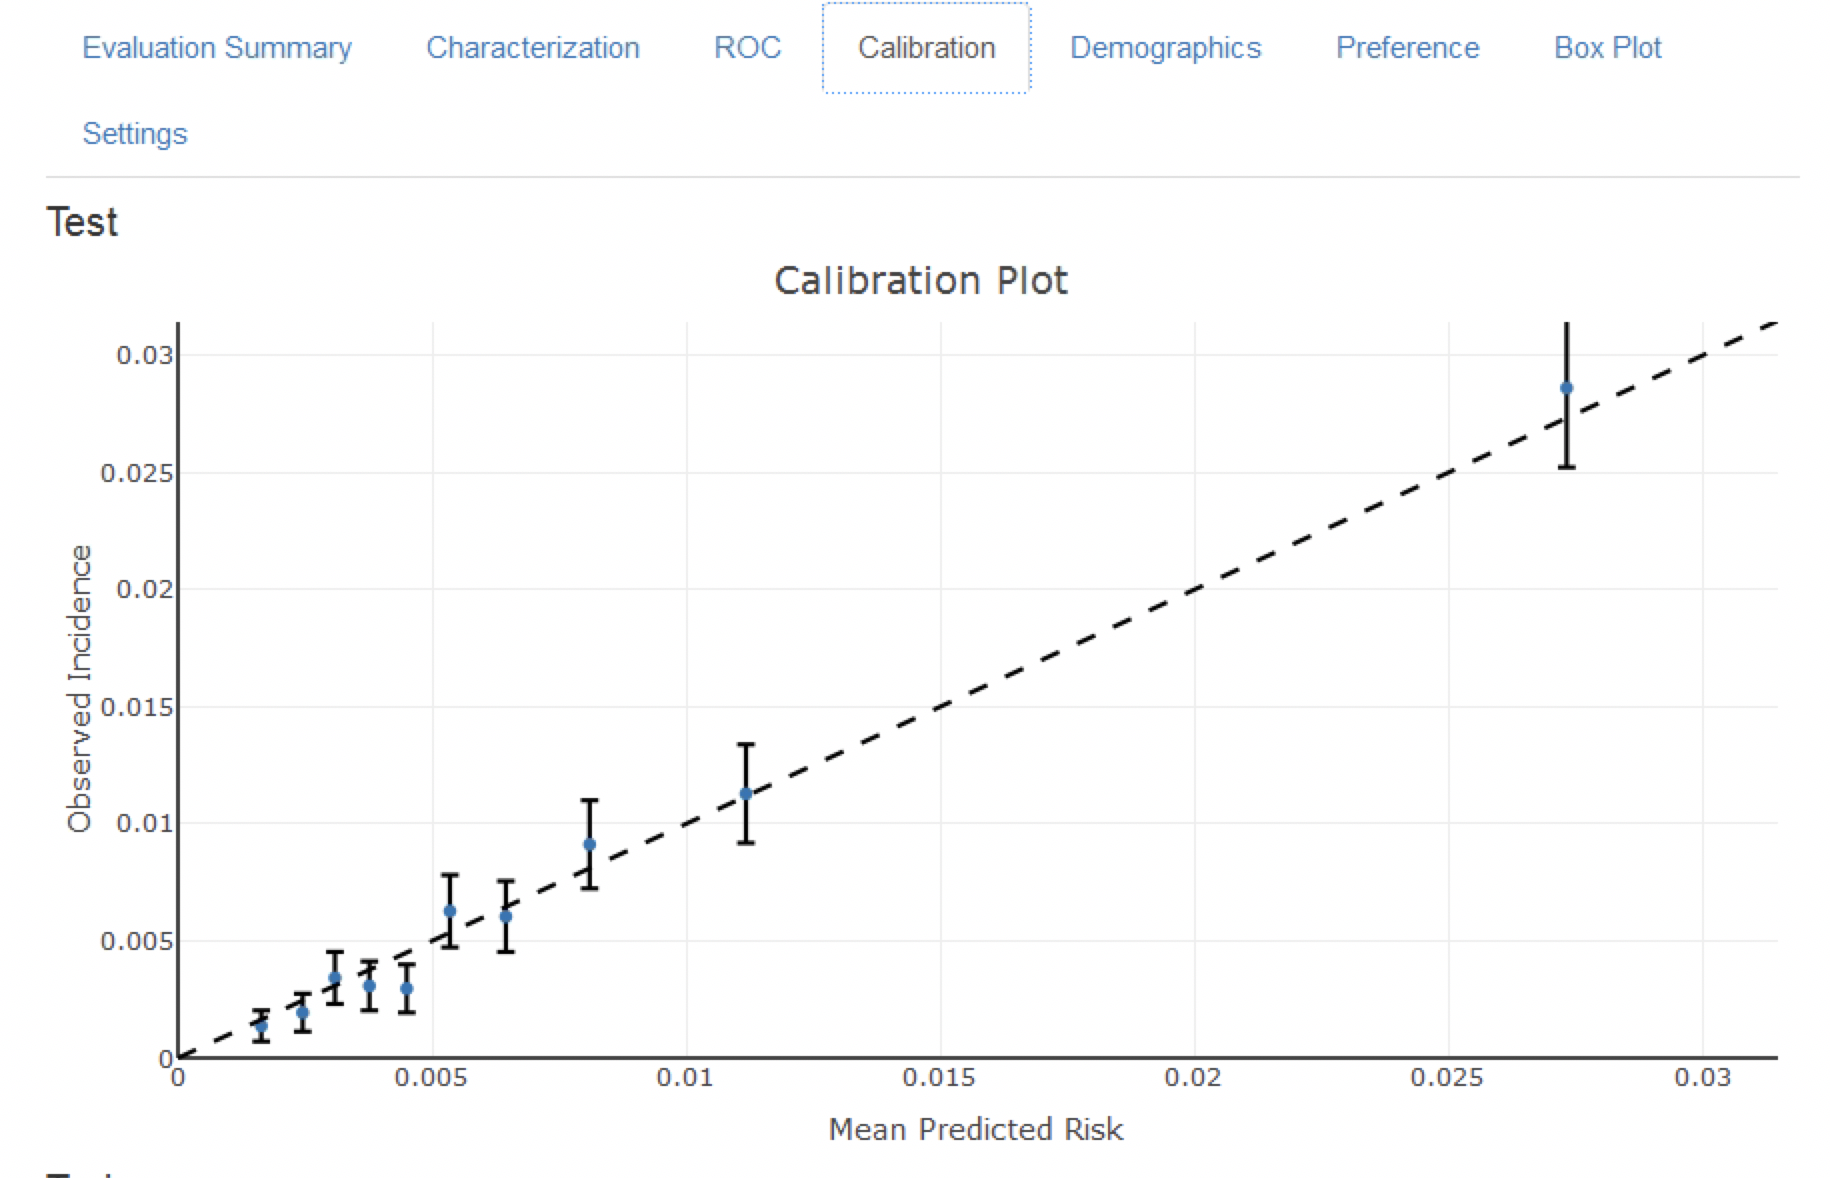 Evaluation Summary Characterization ROC Calibration Demographics Preference Box Plot
Settings
Test
Calibration Plot
0.03
0.025
0.02
0.015
0.01
0.005
0
Observed Incidence
0 0.005 0.01 0.015 0.02 0.025 0.03
Mean Predicted Risk